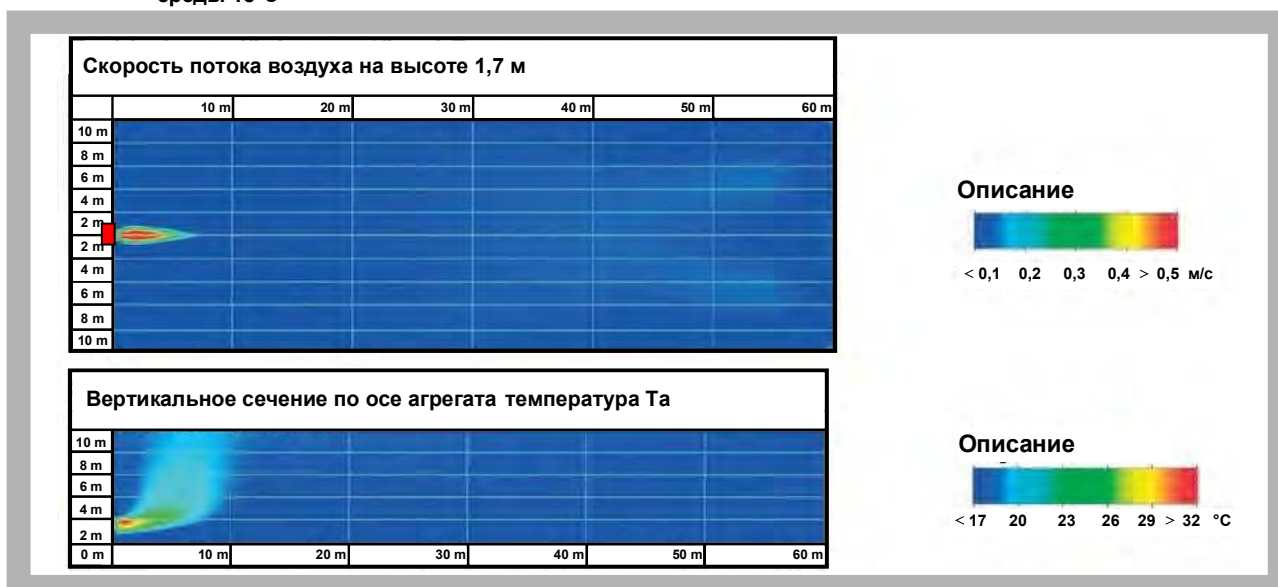 среды 18°C
Скорость потока воздуха на высоте 1,7 м
10 m 20 m 30 m 40 m 50 m 60 m
10 m
8 m
6 m
4 m
2 m
2 m
4 m
6 m
8 m
10 m
Описание
< 0,1 0,2 0,3 0,4 > 0,5 м/с
Вертикальное сечение по осе агрегата температура Та
10 m
8 m
6 m
4 m
2 m
0 m 10 m 20 m 30 m 40 m 50 m 60 m
Описание
< 17 20 23 26 29 > 32 °C